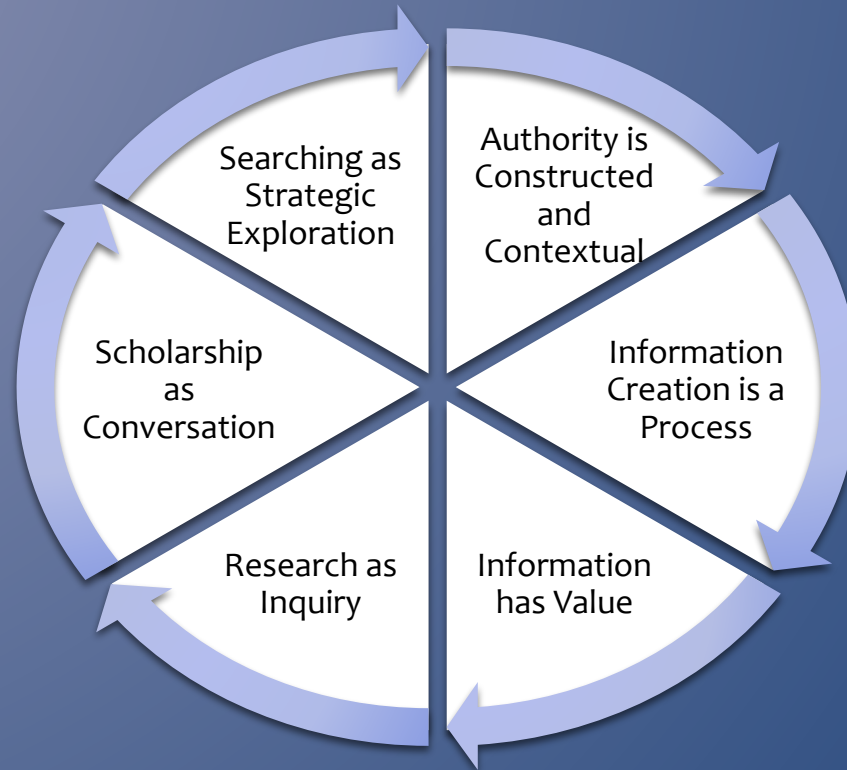 Authority is
Constructed
and
Contextual
Information
Creation is a
Process
Information
has Value
Research as
Inquiry
Scholarship
as
Conversation
Searching as
Strategic
Exploration